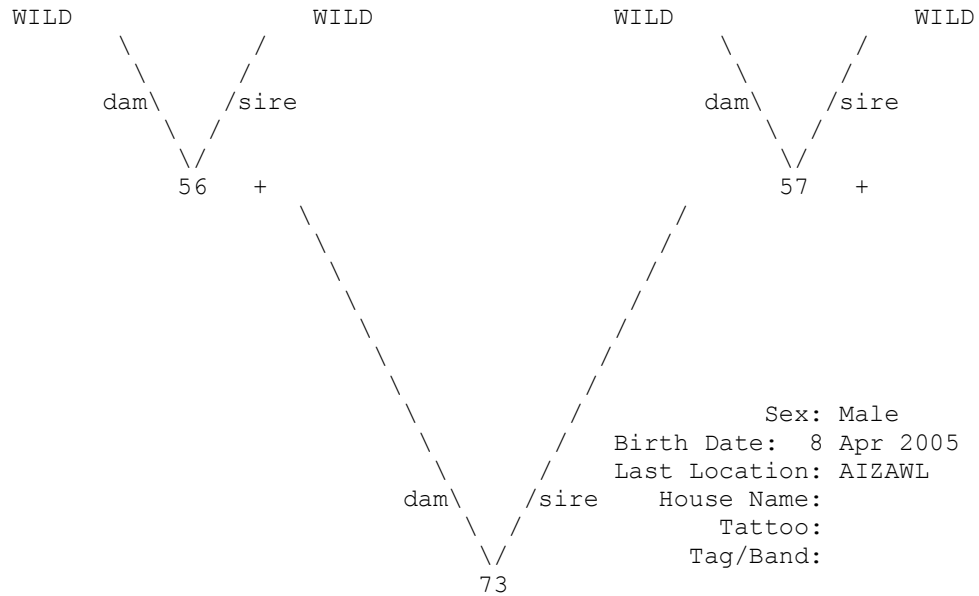 WILD WILD WILD WILD
\ / \ /
\ / \ /
\ / \ /
dam\ /sire dam\ /sire
\ / \ /
\/ \/
56 + 57 +
\ /
\ /
\ /
\ /
\ /
\ /
\ /
\ / Sex: Male
\ / Birth Date: 8 Apr 2005
\ / Last Location: AIZAWL
dam\ /sire House Name:
\ / Tattoo:
\/ Tag/Band:
73